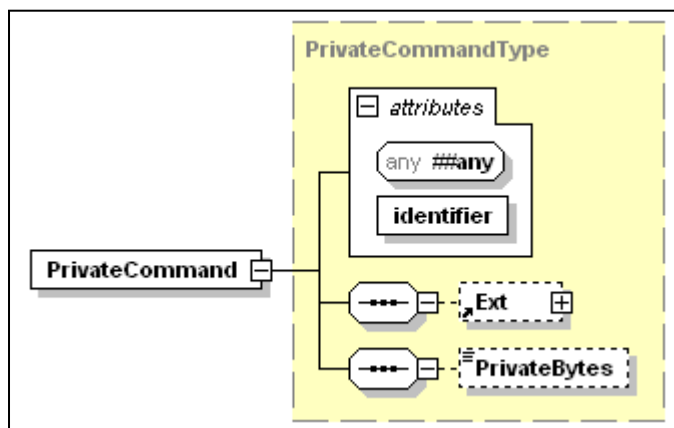 PrivateCommandType
attributes
any ##any
identifier
PrivateCommand
Ext
PrivateBytes